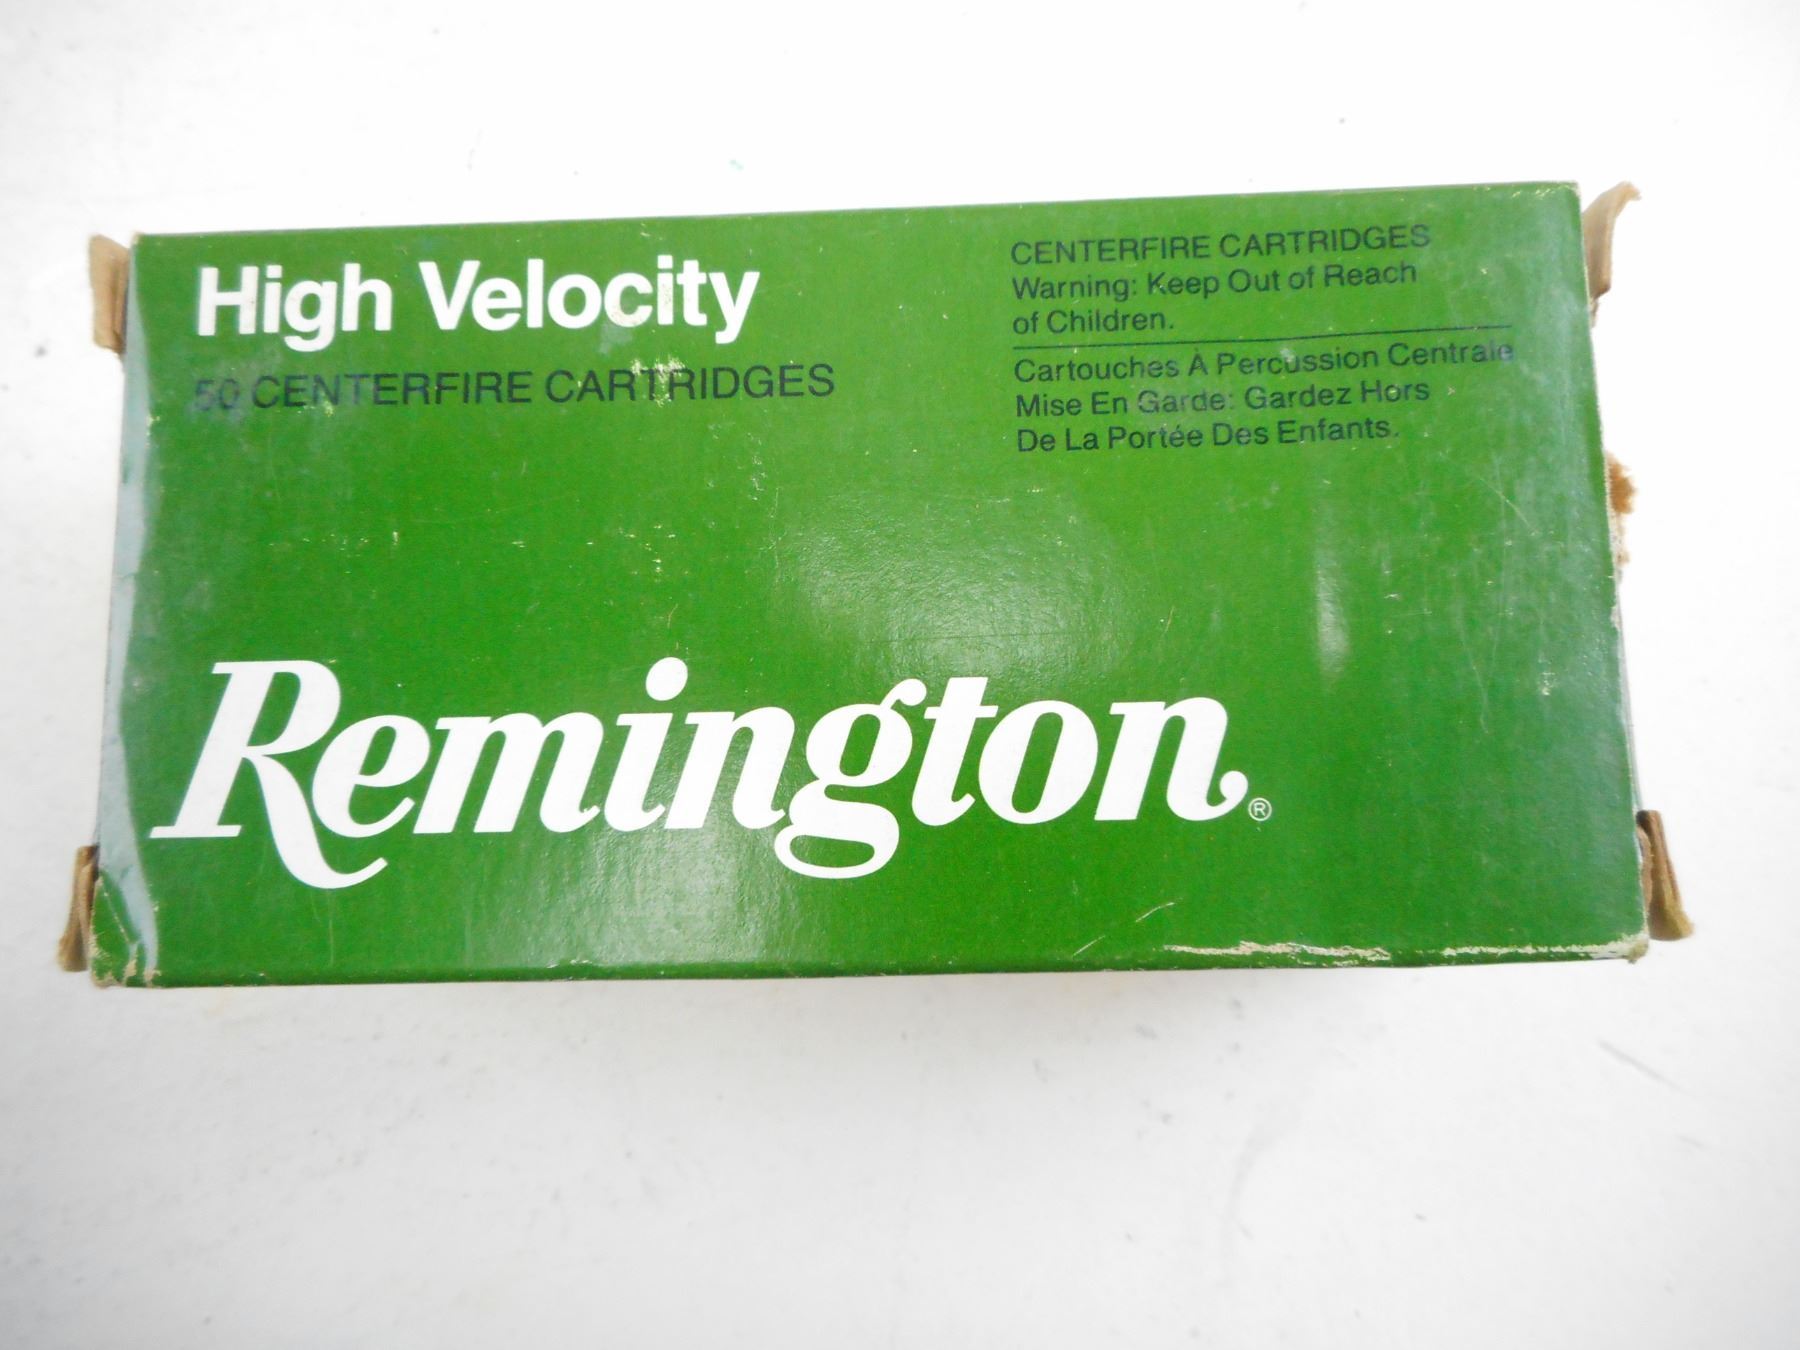 High Velocity
50 CENTERFIRE CARTRIDGES
CENTERFIRE CARTRIDGES
Warning: Keep Out of Reach
of Children.
Cartouches À Percussion Centrale
Mise En Garde: Gardez Hors
De La Portée Des Enfants.
Remington®